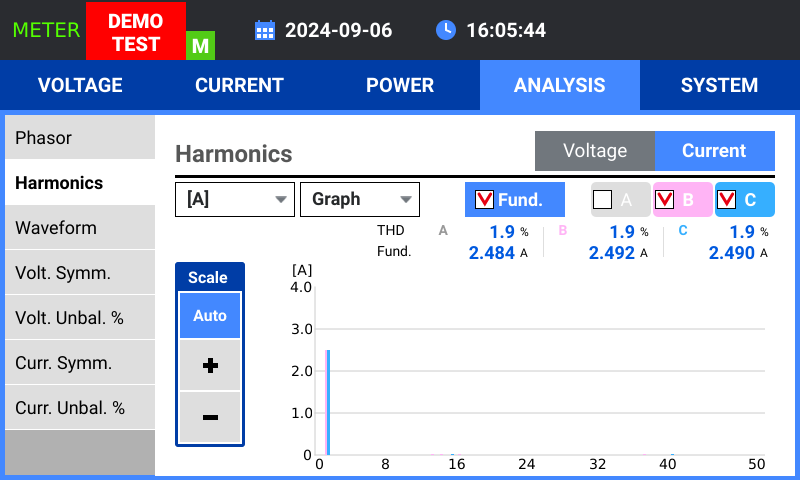 METER
DEMO
TEST
M
2024-09-06
16:05:44
VOLTAGE CURRENT POWER ANALYSIS SYSTEM
Phasor
Harmonics
Waveform
Volt. Symm.
Volt. Unbal. %
Curr. Symm.
Curr. Unbal. %
Harmonics
Voltage Current
[A] Graph Fund. A B C
THD A 1.9 % B 1.9 % C 1.9 %
Fund. 2.484 A 2.492 A 2.490 A
Scale
Auto
+
−
[A]
4.0
3.0
2.0
1.0
0
0 8 16 24 32 40 50